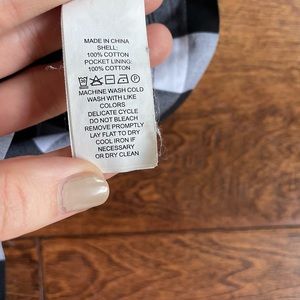 MADE IN CHINA
SHELL:
100% COTTON
POCKET LINING:
100% COTTON
MACHINE WASH COLD
WASH WITH LIKE
COLORS
DELICATE CYCLE
DO NOT BLEACH
REMOVE PROMPTLY
LAY FLAT TO DRY
COOL IRON IF
NECESSARY
OR DRY CLEAN